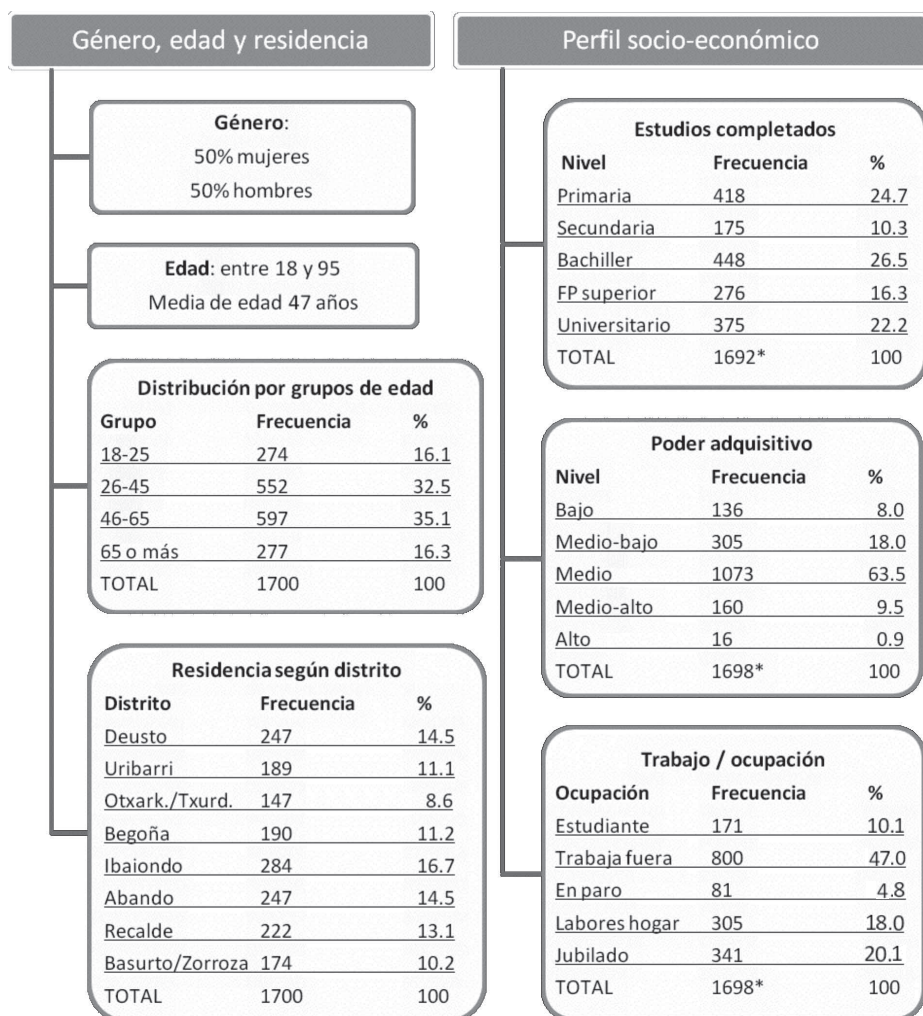 Género, edad y residencia
Género:
50% mujeres
50% hombres
Edad: entre 18 y 95
Media de edad 47 años
Distribución por grupos de edad
Grupo Frecuencia %
18-25 274 16.1
26-45 552 32.5
46-65 597 35.1
65 o más 277 16.3
TOTAL 1700 100
Residencia según distrito
Distrito Frecuencia %
Deusto 247 14.5
Uribarri 189 11.1
Otxark./Txurd. 147 8.6
Begoña 190 11.2
Ibaiondo 284 16.7
Abando 247 14.5
Recalde 222 13.1
Basurto/Zorroza 174 10.2
TOTAL 1700 100
Perfil socio-económico
Estudios completados
Nivel Frecuencia %
Primaria 418 24.7
Secundaria 175 10.3
Bachiller 448 26.5
FP superior 276 16.3
Universitario 375 22.2
TOTAL 1692* 100
Poder adquisitivo
Nivel Frecuencia %
Bajo 136 8.0
Medio-bajo 305 18.0
Medio 1073 63.5
Medio-alto 160 9.5
Alto 16 0.9
TOTAL 1698* 100
Trabajo / ocupación
Ocupación Frecuencia %
Estudiante 171 10.1
Trabaja fuera 800 47.0
En paro 81 4.8
Labores hogar 305 18.0
Jubilado 341 20.1
TOTAL 1698* 100